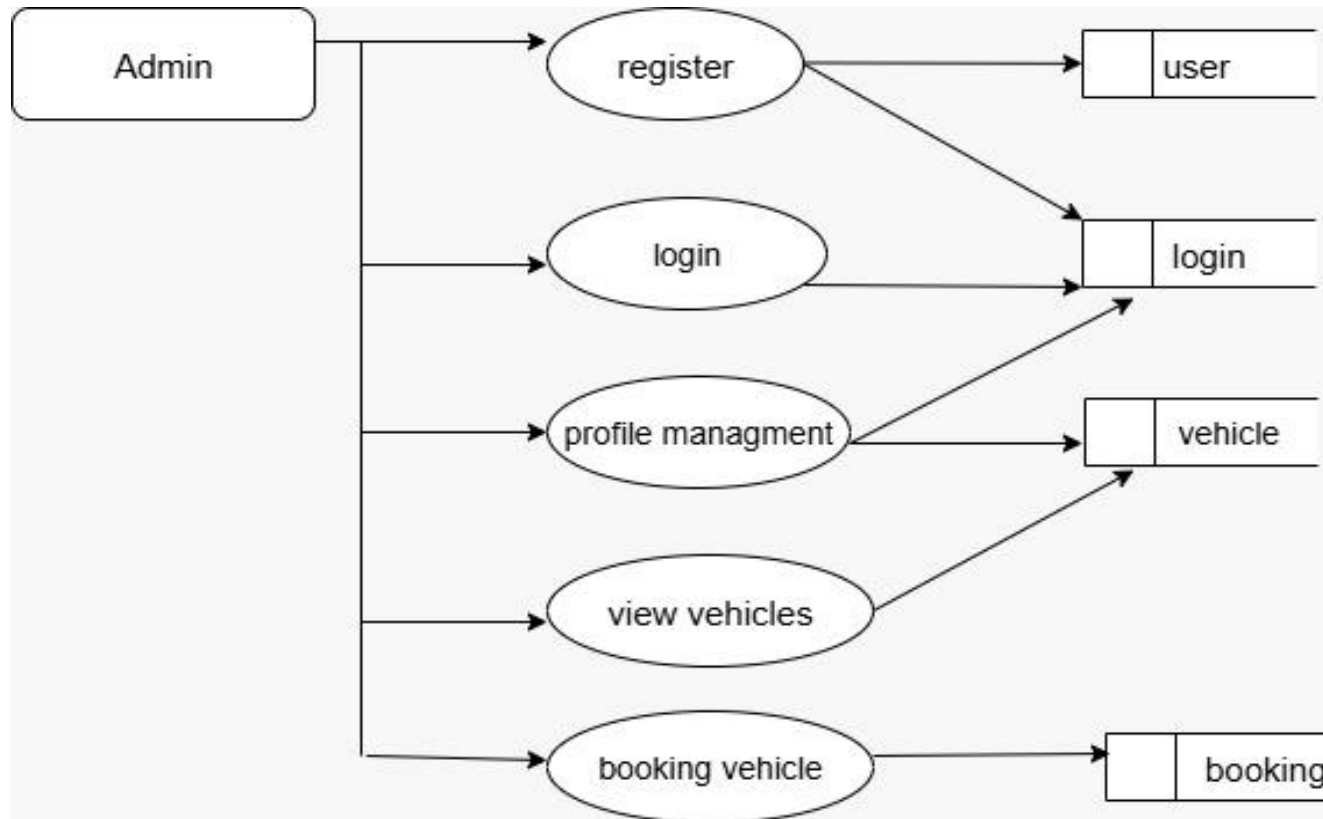 Admin
register
user
login
login
profile managment
vehicle
view vehicles
booking vehicle
booking